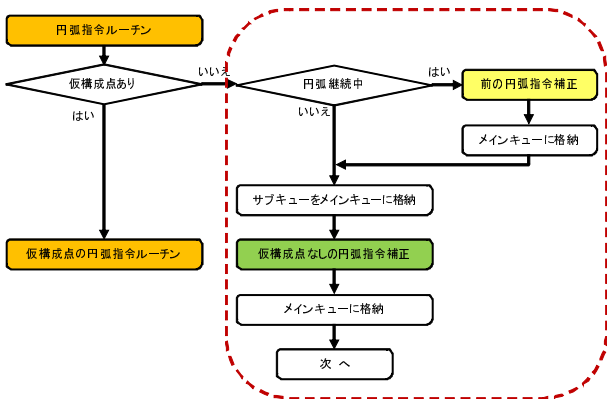 円弧指令ルーチン
仮構成点あり
いいえ
はい
円弧継続中
はい
いいえ
前の円弧指令補正
メインキューに格納
サブキューをメインキューに格納
仮構成点の円弧指令ルーチン
仮構成点なしの円弧指令補正
メインキューに格納
次 へ